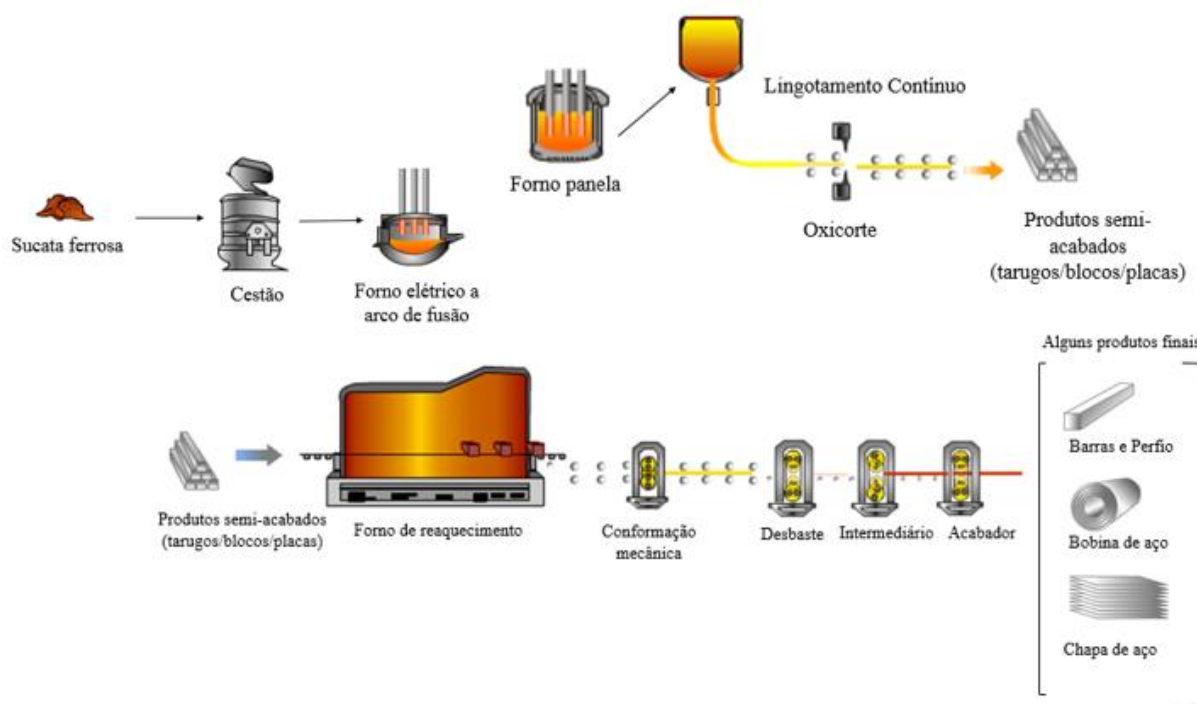 Lingotamento Contínuo
Forno panela
Oxicorte
Sucata ferrosa
Cestão
Forno elétrico a
arco de fusão
Produtos semi-
acabados
(tarugos/blocos/placas)
Alguns produtos finais
Produtos semi-acabados
(tarugos/blocos/placas)
Forno de reaquecimento
Conformação
mecânica
Desbaste
Intermediário
Acabador
Barras e Perfio
Bobina de aço
Chapa de aço